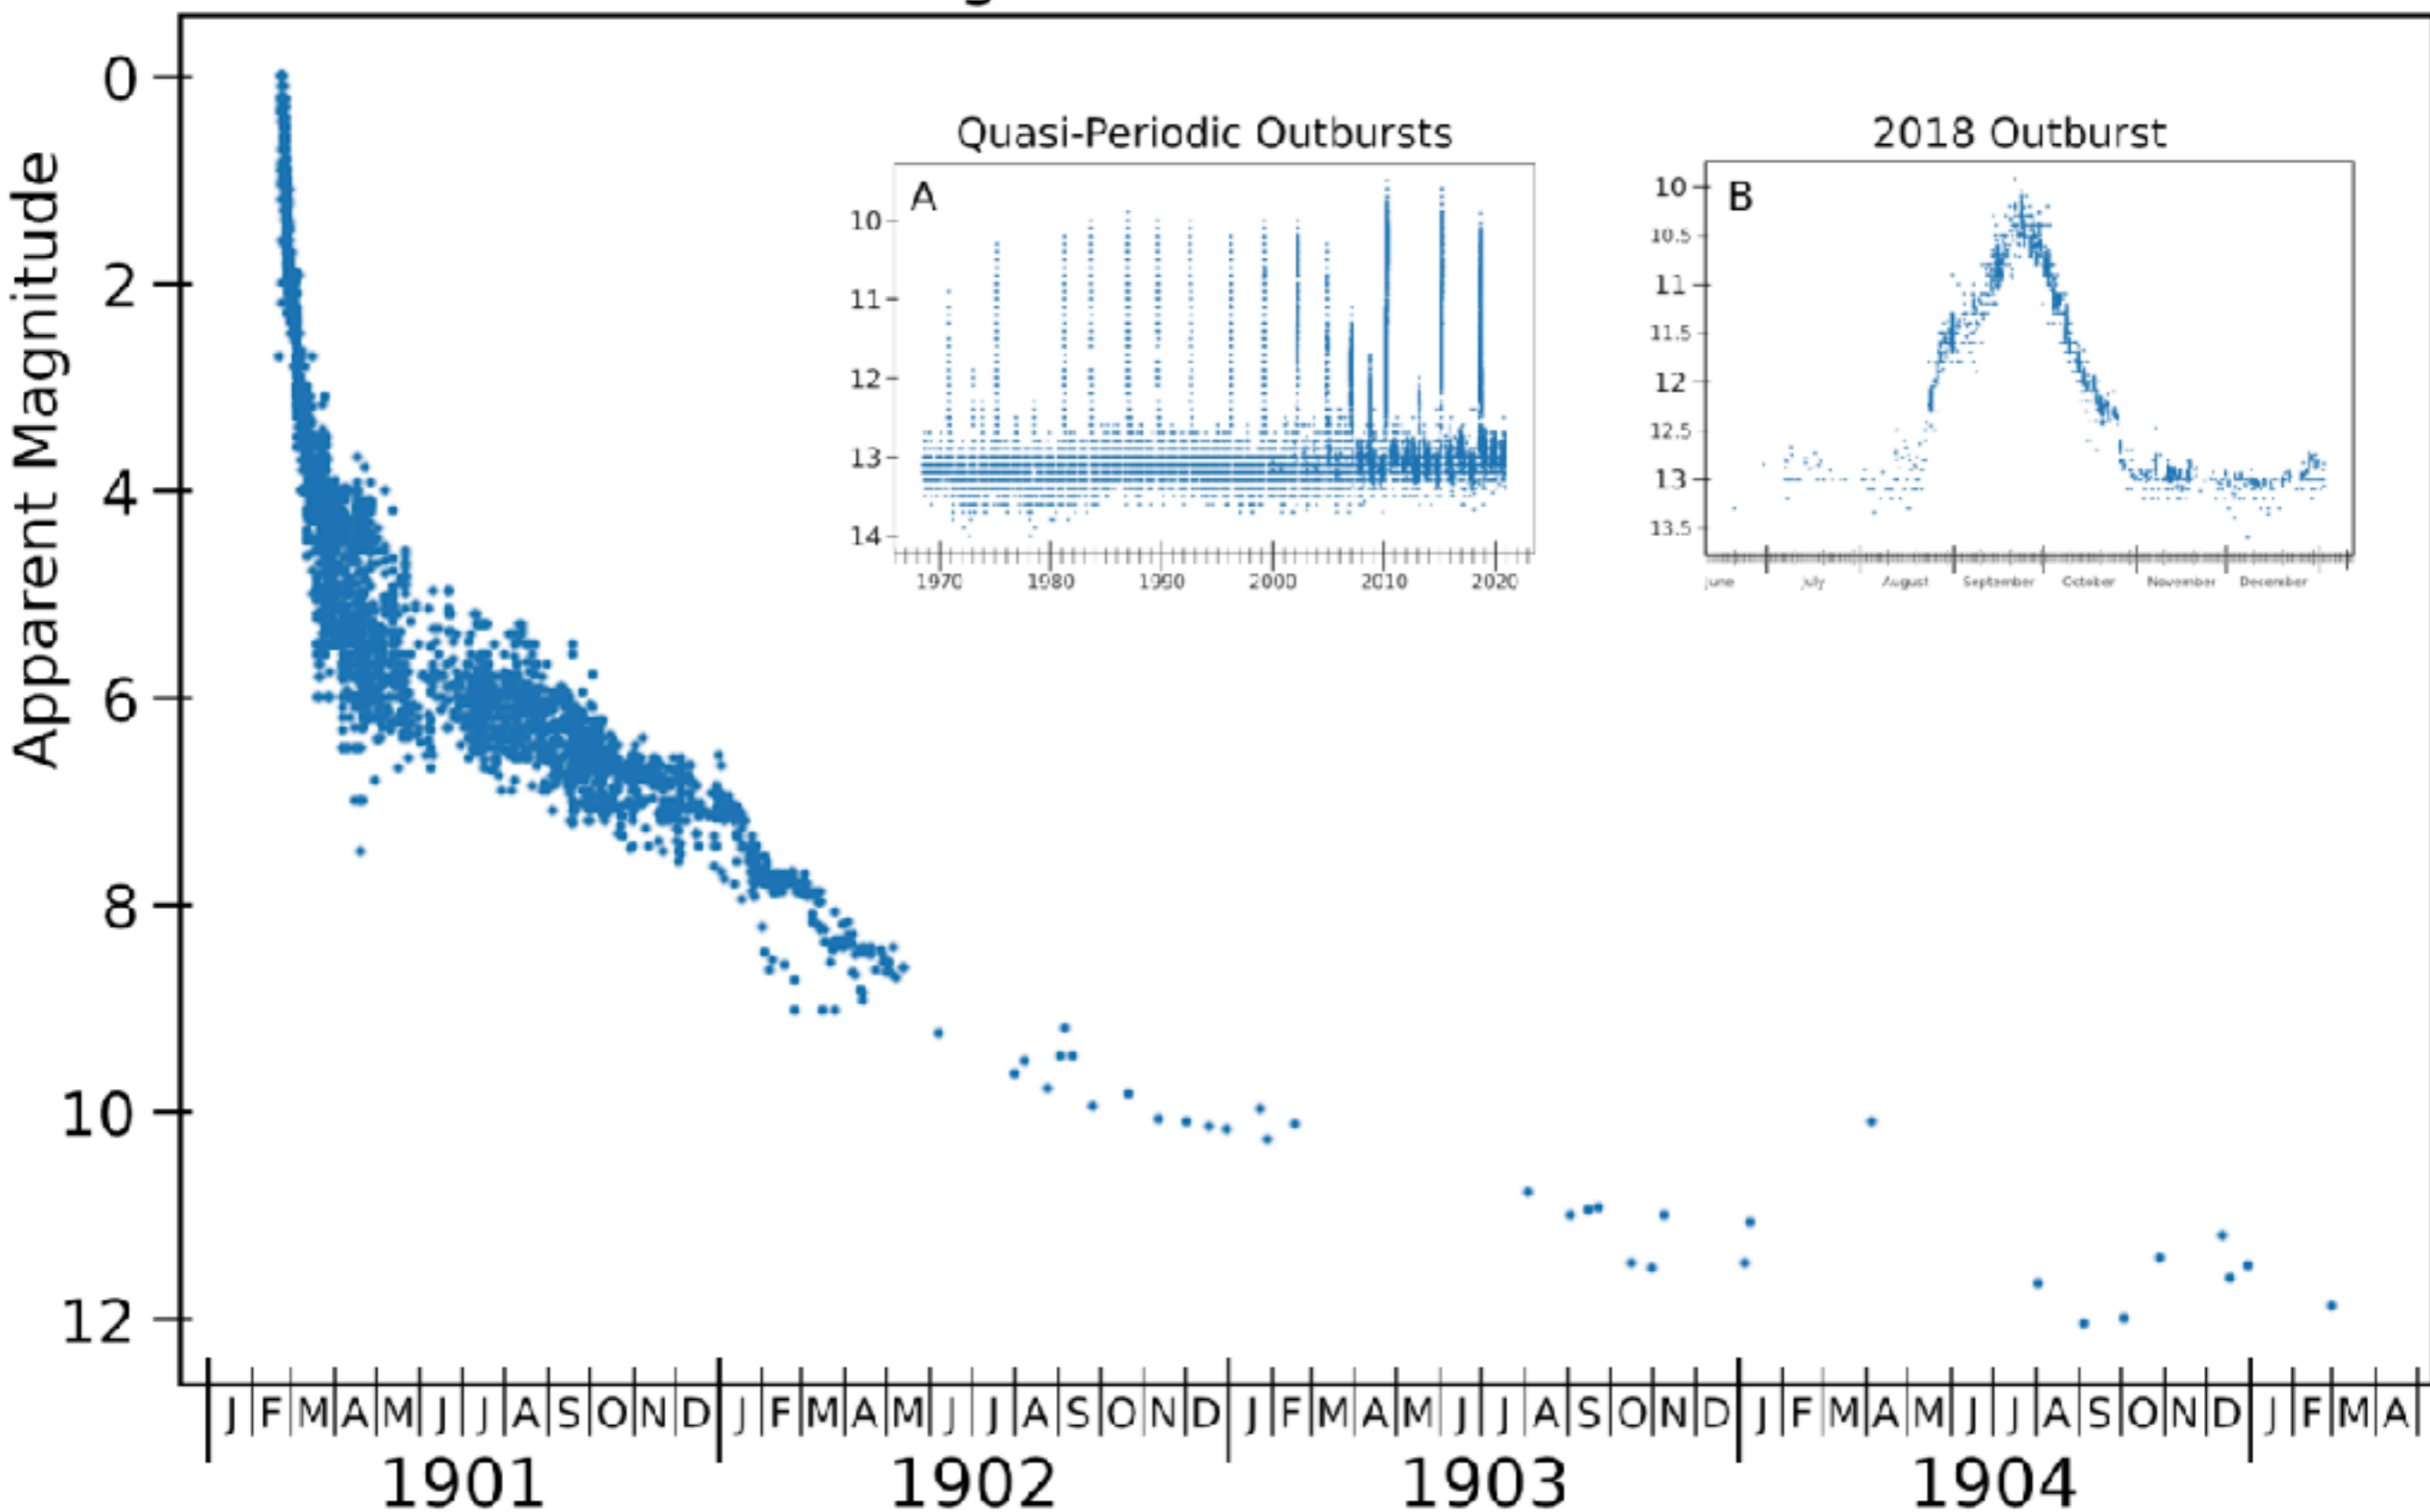 Apparent Magnitude
0
2
4
6
8
10
12
Quasi-Periodic Outbursts
A
10
11
12
13
14
1970 1980 1990 2000 2010 2020
2018 Outburst
B
10
10.5
11
11.5
12
12.5
13
13.5
June July August September October November December
J F M A M J J A S O N D J F M A M J J A S O N D J F M A M J J A S O N D J F M A M J J A S O N D J F M A
1901 1902 1903 1904